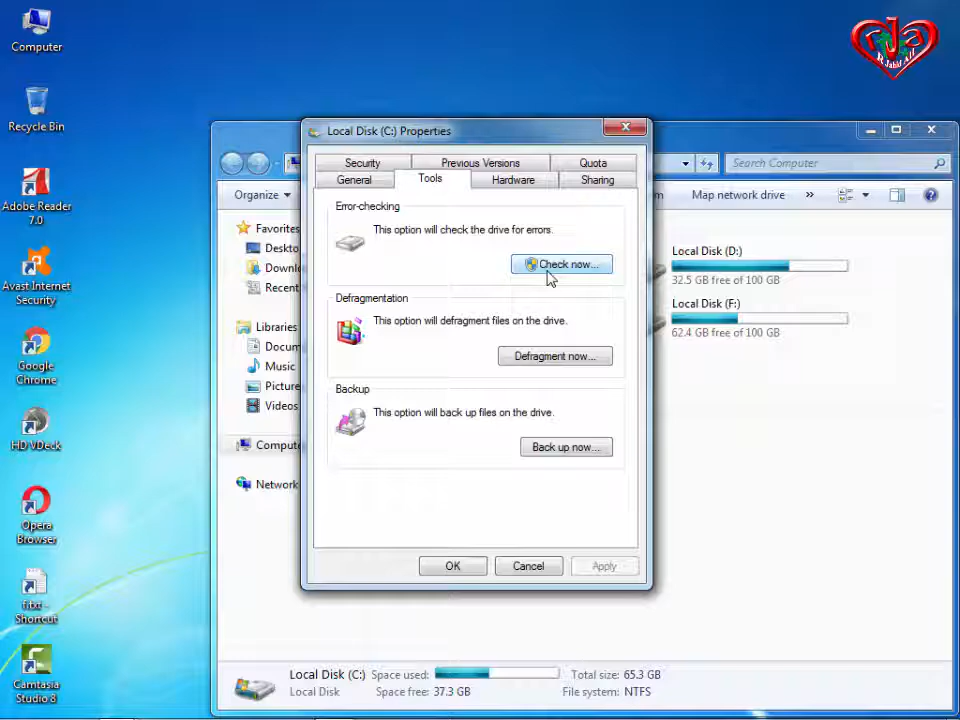 Computer
Recycle Bin
Adobe Reader
7.0
Avast Internet
Security
Google
Chrome
HD VDeck
Opera
Browser
Shortcut
Camtasia
Studio 8
rja
R Jahid Ali
Local Disk (C:) Properties
Security
Previous Versions
Quota
General
Tools
Hardware
Sharing
Error-checking
This option will check the drive for errors.
Check now...
Defragmentation
This option will defragment files on the drive.
Defragment now...
Backup
This option will back up files on the drive.
Back up now...
OK
Cancel
Apply
Search Computer
Organize
Map network drive
»
Favorites
Deskto
Downlo
Recent
Libraries
Docum
Music
Picture
Videos
Compute
Network
Local Disk (D:)
32.5 GB free of 100 GB
Local Disk (F:)
62.4 GB free of 100 GB
Local Disk (C:) Space used:
Total size: 65.3 GB
Local Disk
Space free: 37.3 GB
File system: NTFS